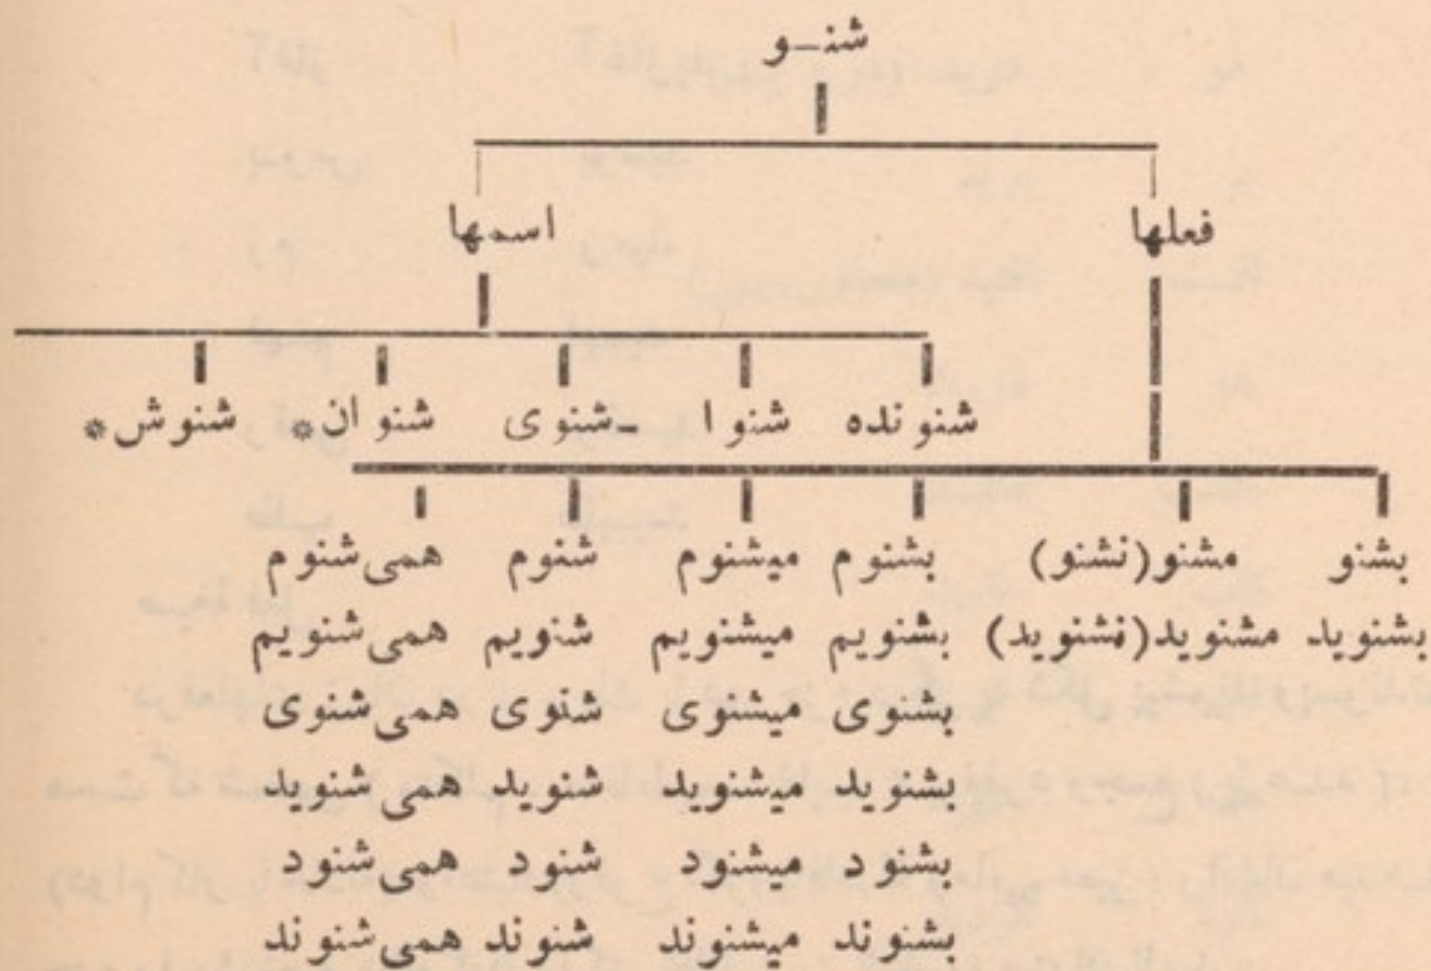 شنـو
فعلها اسمها
شنونده شنوا ـشنوی شنوان* شنوش*
بشنو مشنو(نشنو) بشنوم میشنوم شنوم همی‌شنوم
بشنوید مشنوید(نشنوید) بشنویم میشنویم شنویم همی‌شنویم
بشنوی میشنوی شنوی همی‌شنوی
بشنوید میشنوید شنوید همی‌شنوید
بشنود میشنود شنود همی‌شنود
بشنوند میشنوند شنوند همی‌شنوند